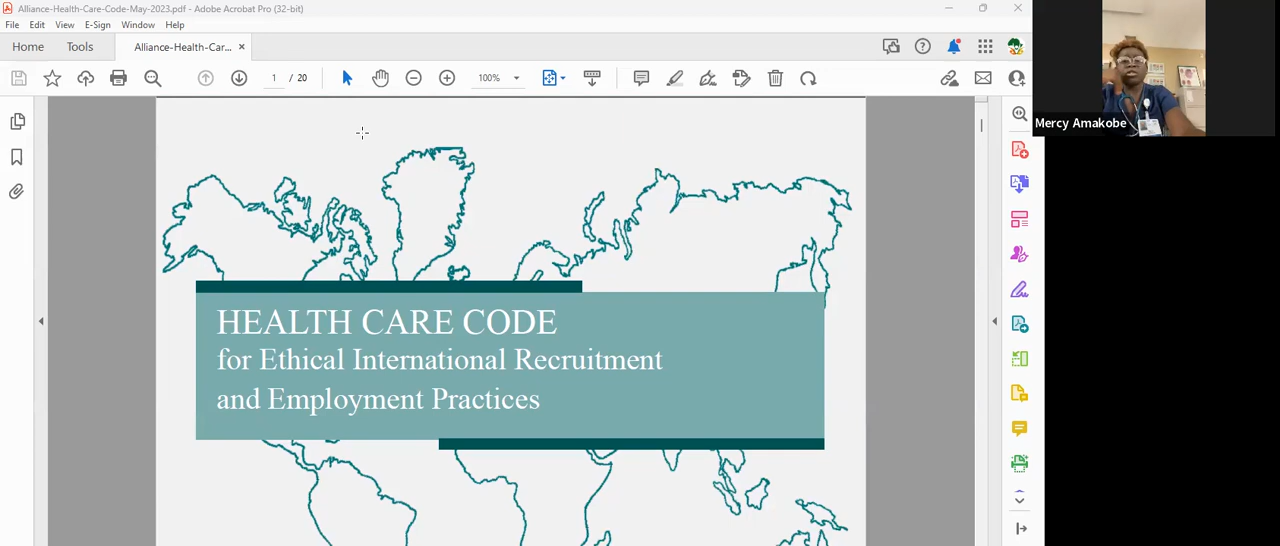 Alliance-Health-Care-Code-May-2023.pdf - Adobe Acrobat Pro (32-bit)
File Edit View E-Sign Window Help
Home Tools Alliance-Health-Car... ×
1 / 20 100%
Mercy Amakobe
HEALTH CARE CODE
for Ethical International Recruitment
and Employment Practices